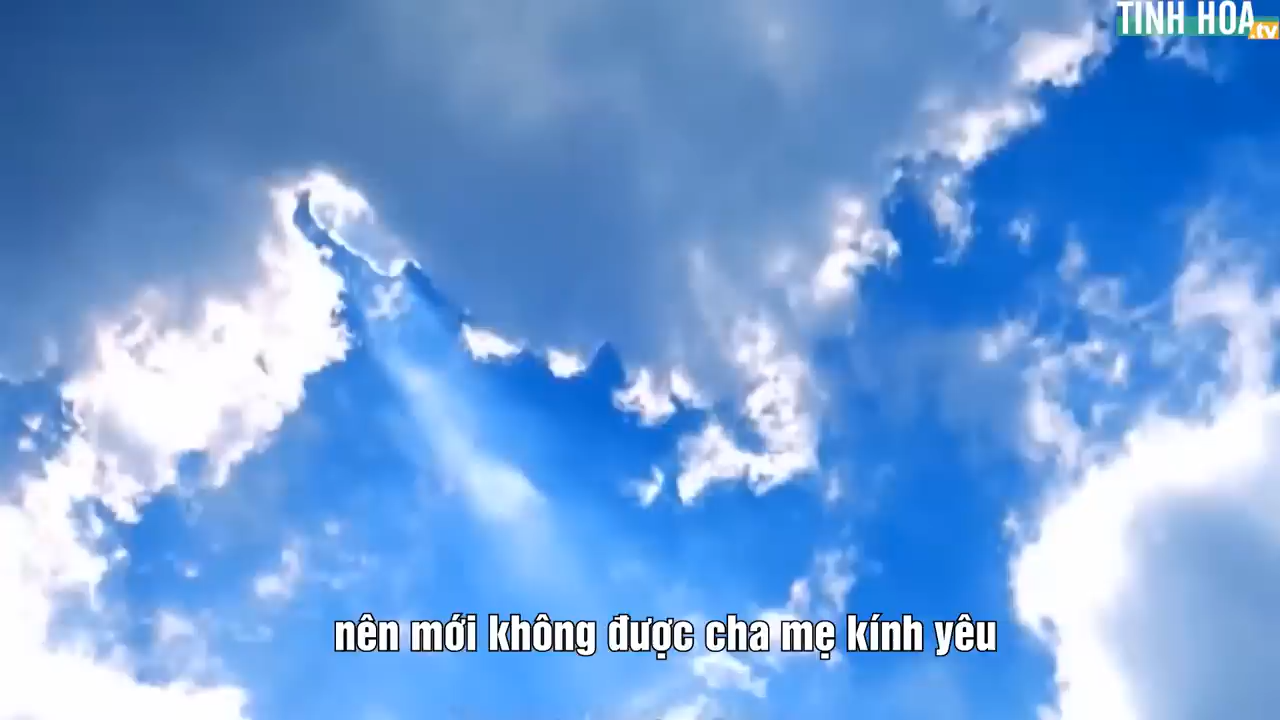 TINH HOA
.tv
nên mới không được cha mẹ kính yêu